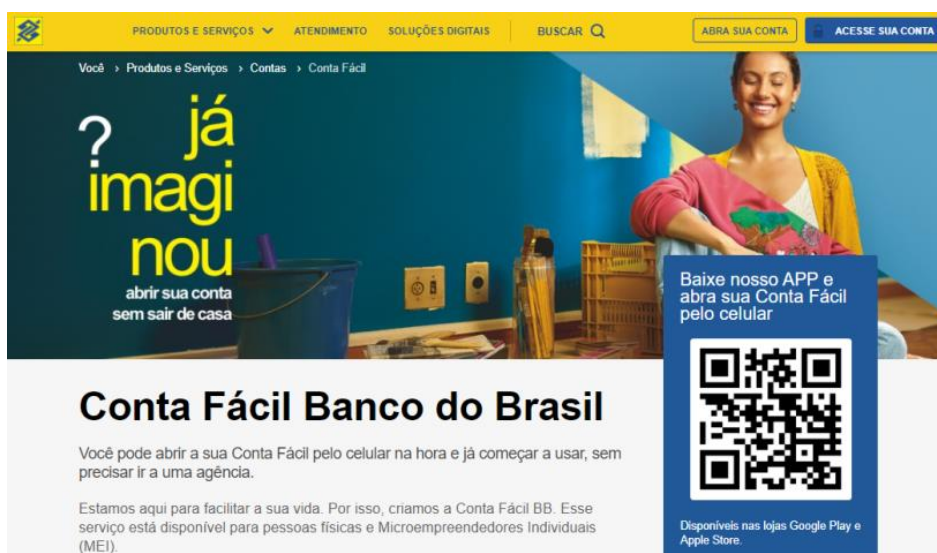 PRODUTOS E SERVIÇOS
ATENDIMENTO
SOLUÇÕES DIGITAIS
BUSCAR
ABRA SUA CONTA
ACESSE SUA CONTA
Você > Produtos e Serviços > Contas > Conta Fácil
? já
imagi
nou
abrir sua conta
sem sair de casa
Baixe nosso APP e
abra sua Conta Fácil
pelo celular
Disponíveis nas lojas Google Play e
Apple Store.
Conta Fácil Banco do Brasil
Você pode abrir a sua Conta Fácil pelo celular na hora e já começar a usar, sem
precisar ir a uma agência.
Estamos aqui para facilitar a sua vida. Por isso, criamos a Conta Fácil BB. Esse
serviço está disponível para pessoas físicas e Microempreendedores Individuais
(MEI).